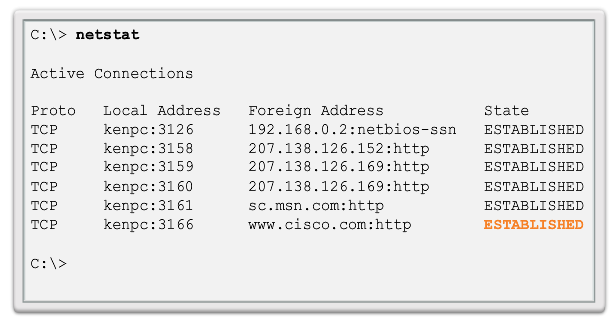 C:\> netstat
Active Connections
Proto Local Address Foreign Address State
TCP kenpc:3126 192.168.0.2:netbios-ssn ESTABLISHED
TCP kenpc:3158 207.138.126.152:http ESTABLISHED
TCP kenpc:3159 207.138.126.169:http ESTABLISHED
TCP kenpc:3160 207.138.126.169:http ESTABLISHED
TCP kenpc:3161 sc.msn.com:http ESTABLISHED
TCP kenpc:3166 www.cisco.com:http ESTABLISHED
C:\>